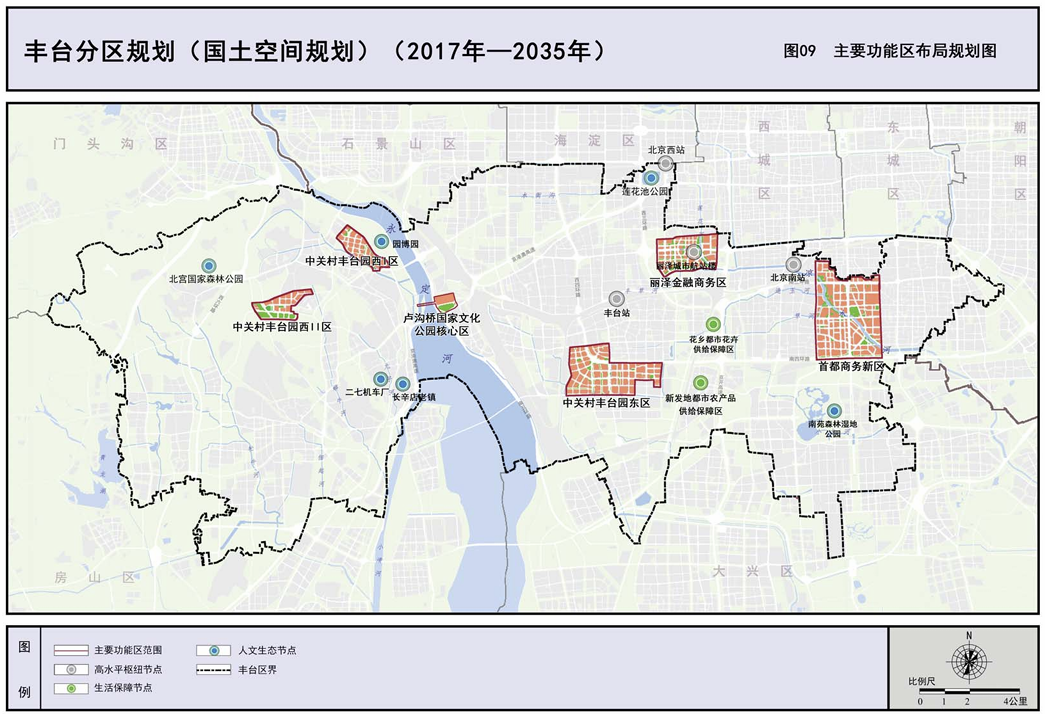 丰台分区规划（国土空间规划）（2017年—2035年）
图09 主要功能区布局规划图
门头沟区
石景山区
海淀区
西城区
东城区
朝阳区
北京西站
莲花池公园
永
定
河
园博园
中关村丰台园西I区
北宫国家森林公园
丽泽城市航站楼
丽泽金融商务区
北京南站
中关村丰台园西II区
卢沟桥国家文化
公园核心区
丰台站
花乡都市花卉
供给保障区
首都商务新区
二七机车厂
长辛店老镇
中关村丰台园东区
新发地都市农产品
供给保障区
南苑森林湿地
公园
房山区
大兴区
小清河
图例
主要功能区范围
人文生态节点
高水平枢纽节点
丰台区界
生活保障节点
N
比例尺
0 1 2 4公里